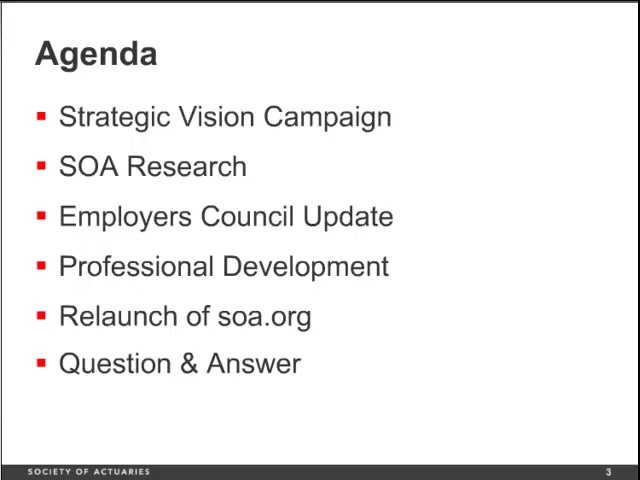 Agenda
Strategic Vision Campaign
SOA Research
Employers Council Update
Professional Development
Relaunch of soa.org
Question & Answer
SOCIETY OF ACTUARIES 3